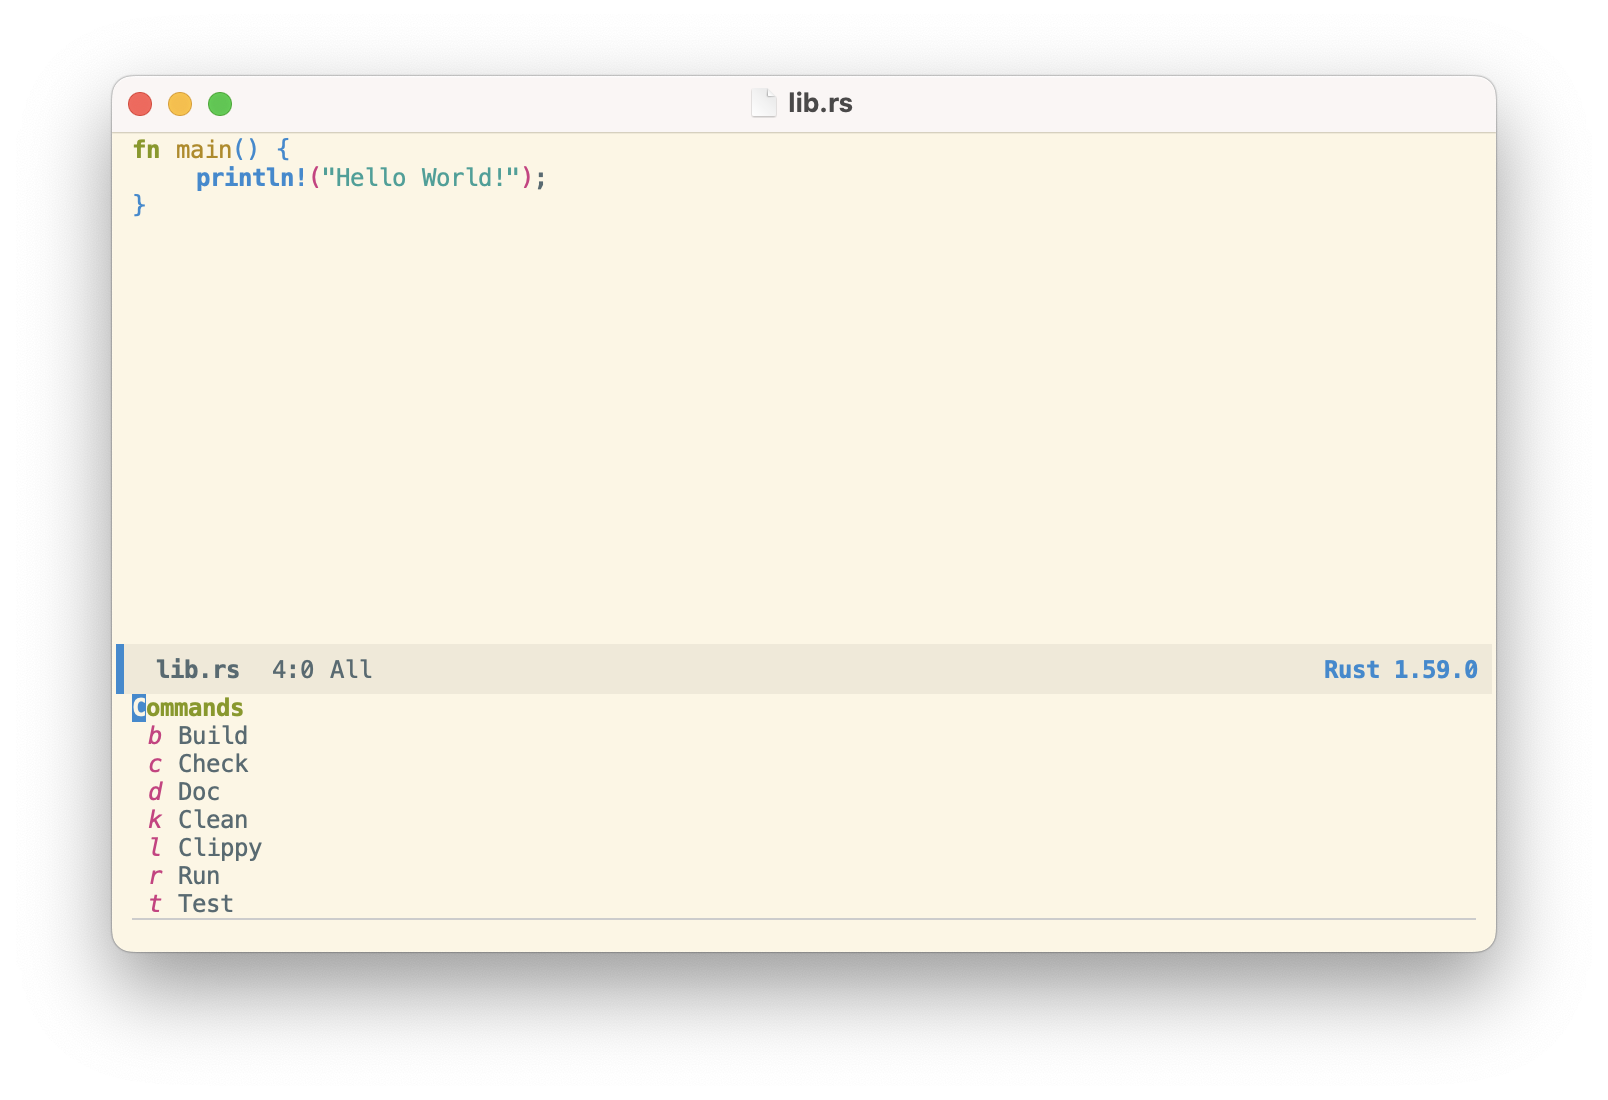 lib.rs
fn main() {
    println!("Hello World!");
}
lib.rs 4:0 All Rust 1.59.0
Commands
b Build
c Check
d Doc
k Clean
l Clippy
r Run
t Test